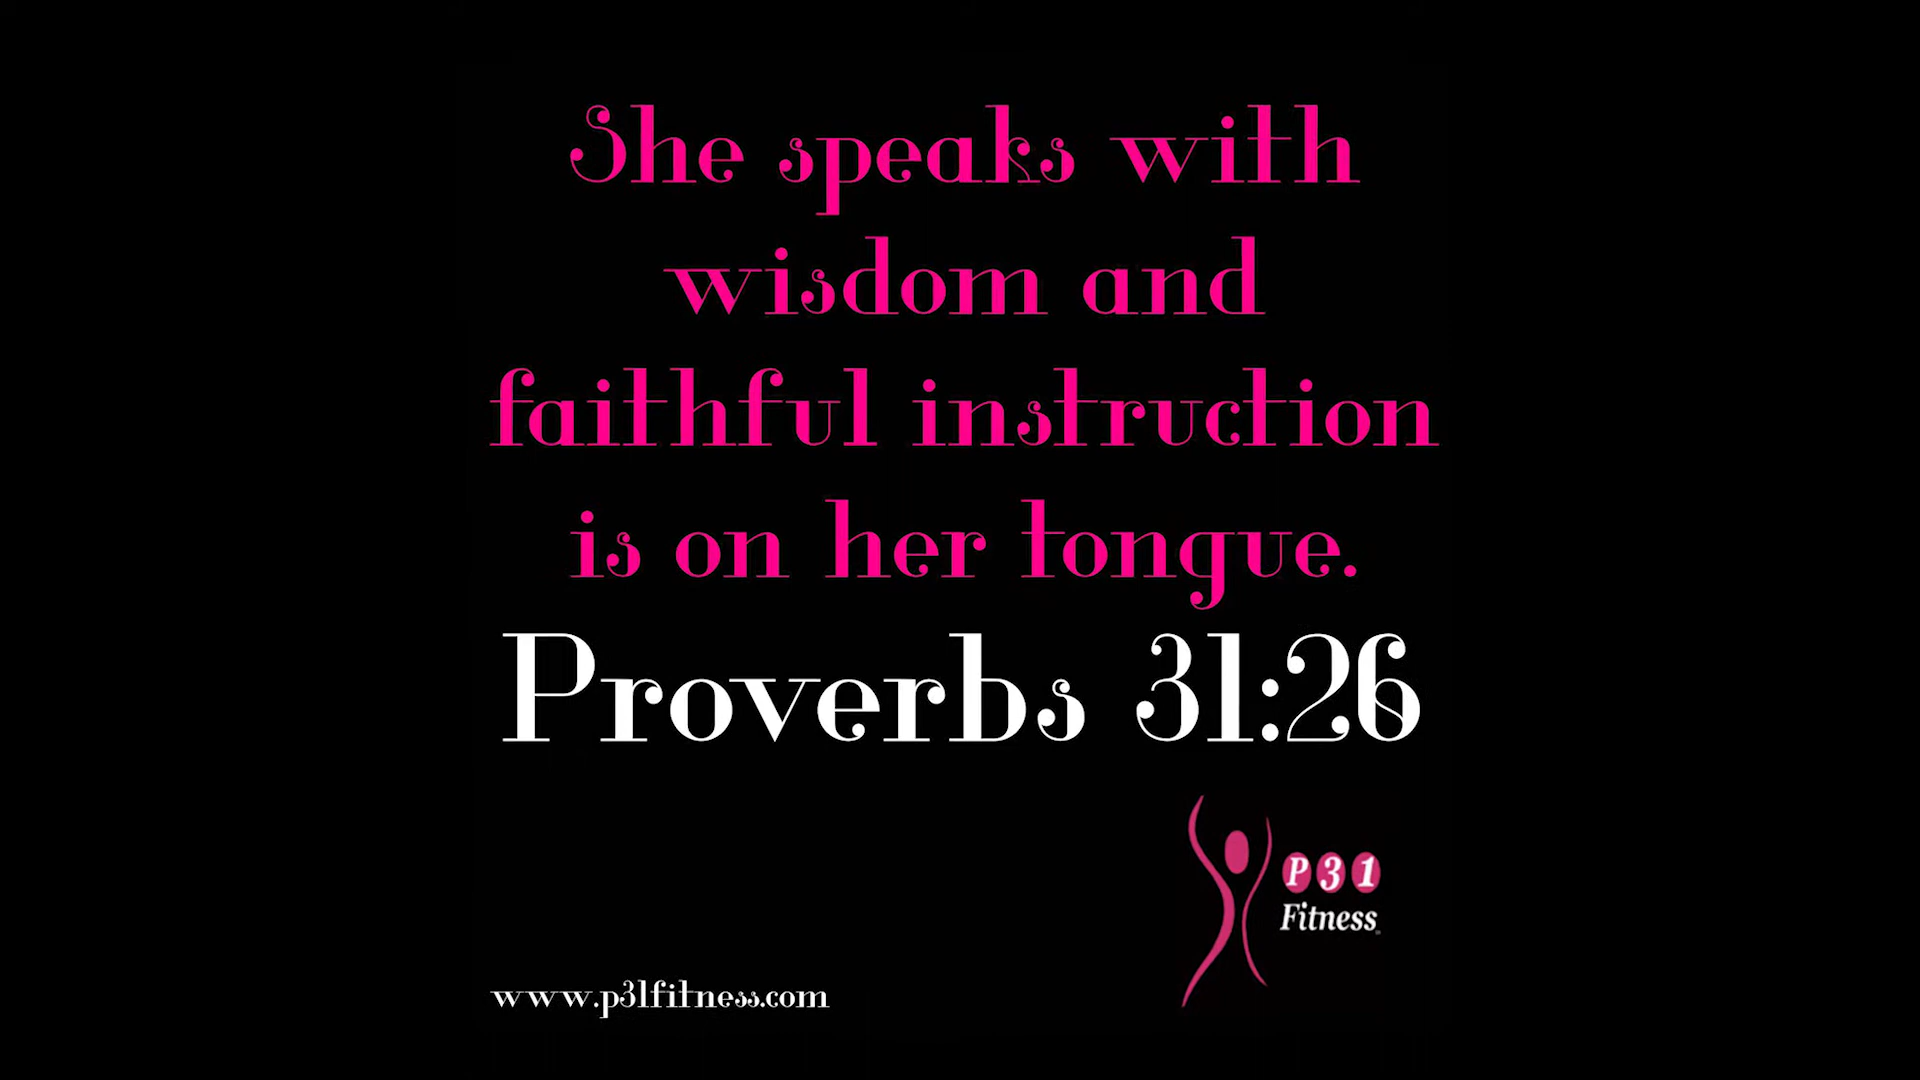 She speaks with
wisdom and
faithful instruction
is on her tongue.
Proverbs 31:26
P31
Fitness
www.p31fitness.com